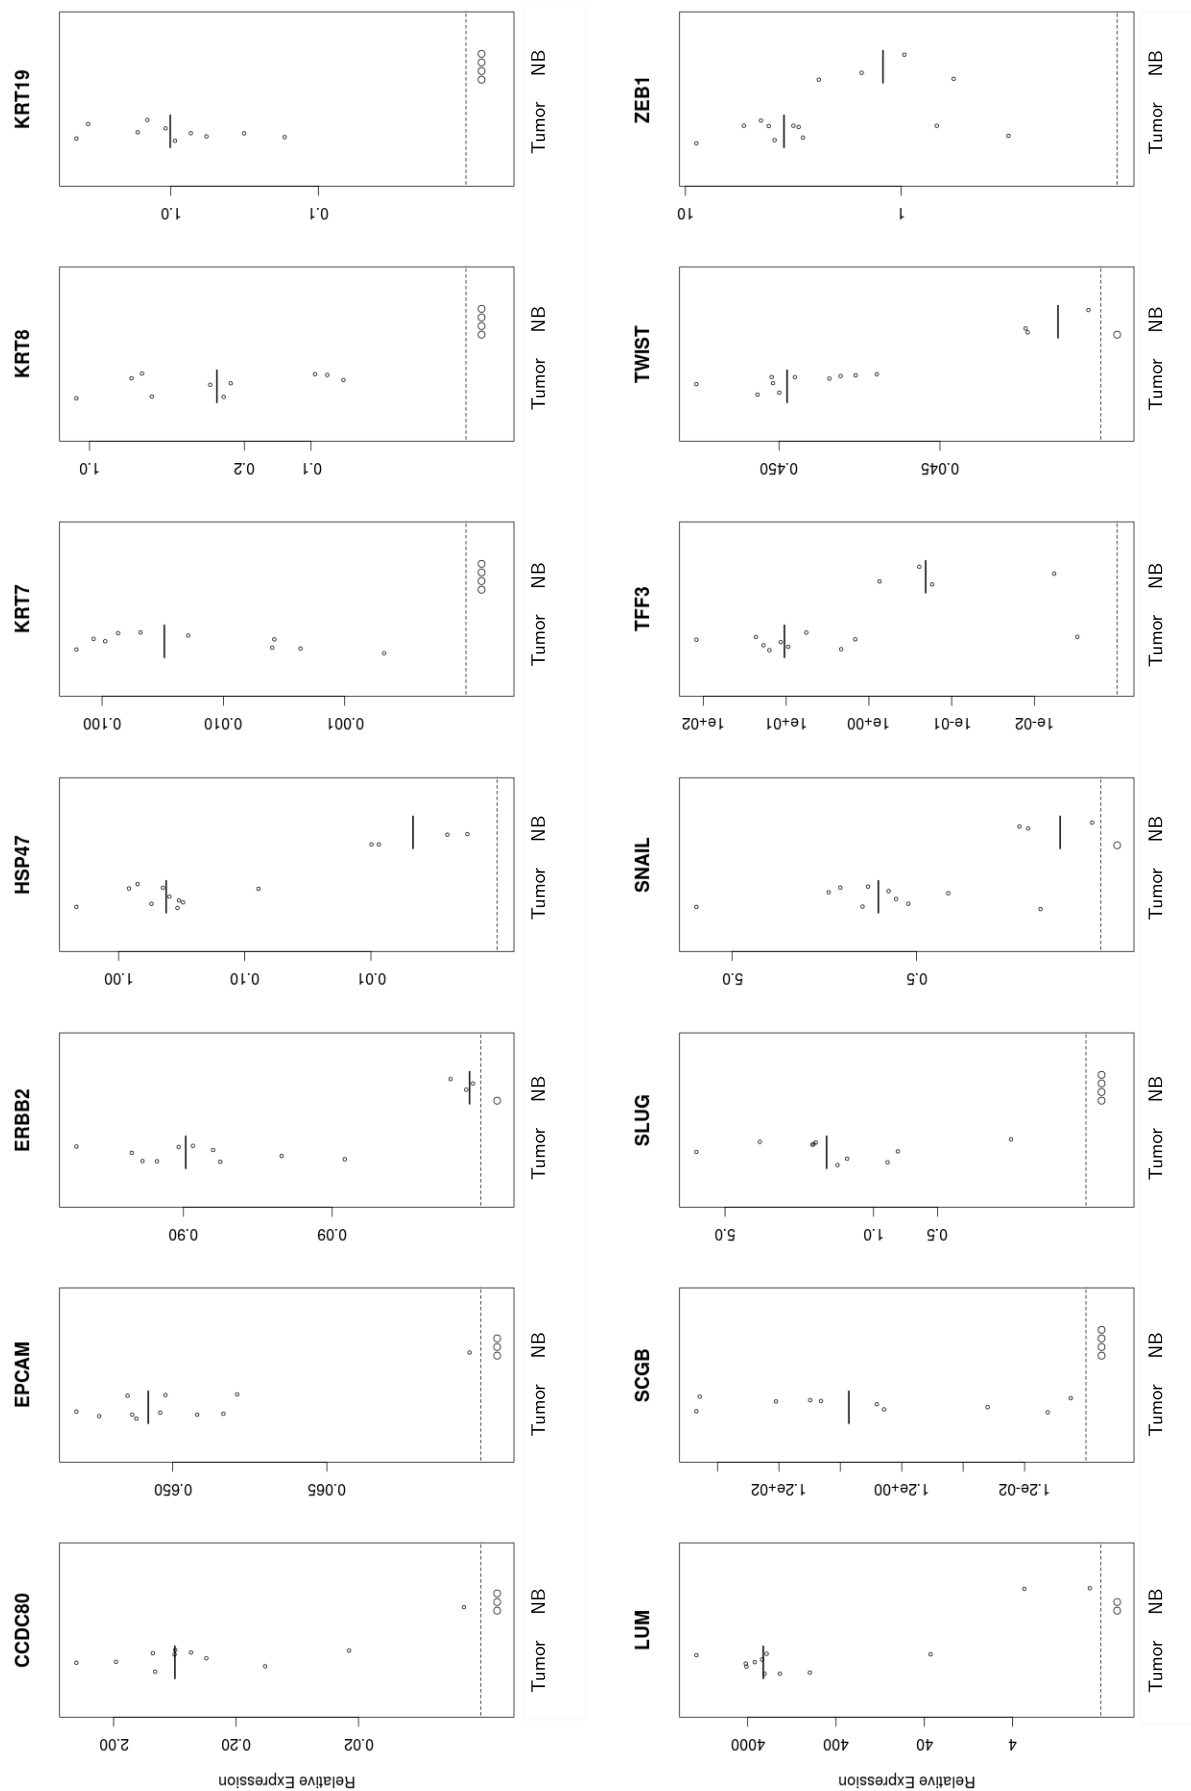 CCDC80
Relative Expression
2.00
0.20
0.02
Tumor NB
EPCAM
0.650
0.065
Tumor NB
ERBB2
0.90
0.09
Tumor NB
HSP47
1.00
0.10
0.01
Tumor NB
KRT7
0.100
0.010
0.001
Tumor NB
KRT8
1.0
0.2
0.1
Tumor NB
KRT19
1.0
0.1
Tumor NB
LUM
Relative Expression
4000
400
40
4
Tumor NB
SCGB
1.2e+02
1.2e+00
1.2e-02
Tumor NB
SLUG
5.0
1.0
0.5
Tumor NB
SNAIL
5.0
0.5
Tumor NB
TFF3
1e+02
1e+01
1e+00
1e-01
1e-02
Tumor NB
TWIST
0.450
0.045
Tumor NB
ZEB1
10
1
Tumor NB